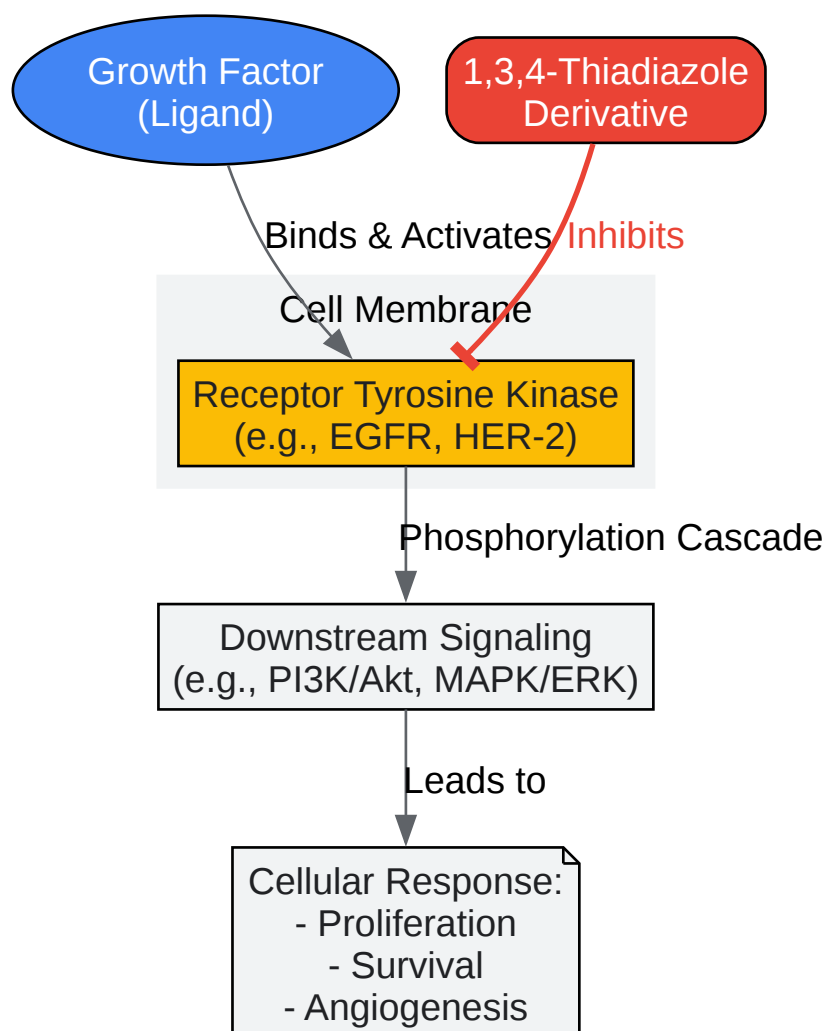 Growth Factor
(Ligand)
1,3,4-Thiadiazole
Derivative
Binds & Activates
Inhibits
Cell Membrane
Receptor Tyrosine Kinase
(e.g., EGFR, HER-2)
Phosphorylation Cascade
Downstream Signaling
(e.g., PI3K/Akt, MAPK/ERK)
Leads to
Cellular Response:
- Proliferation
- Survival
- Angiogenesis